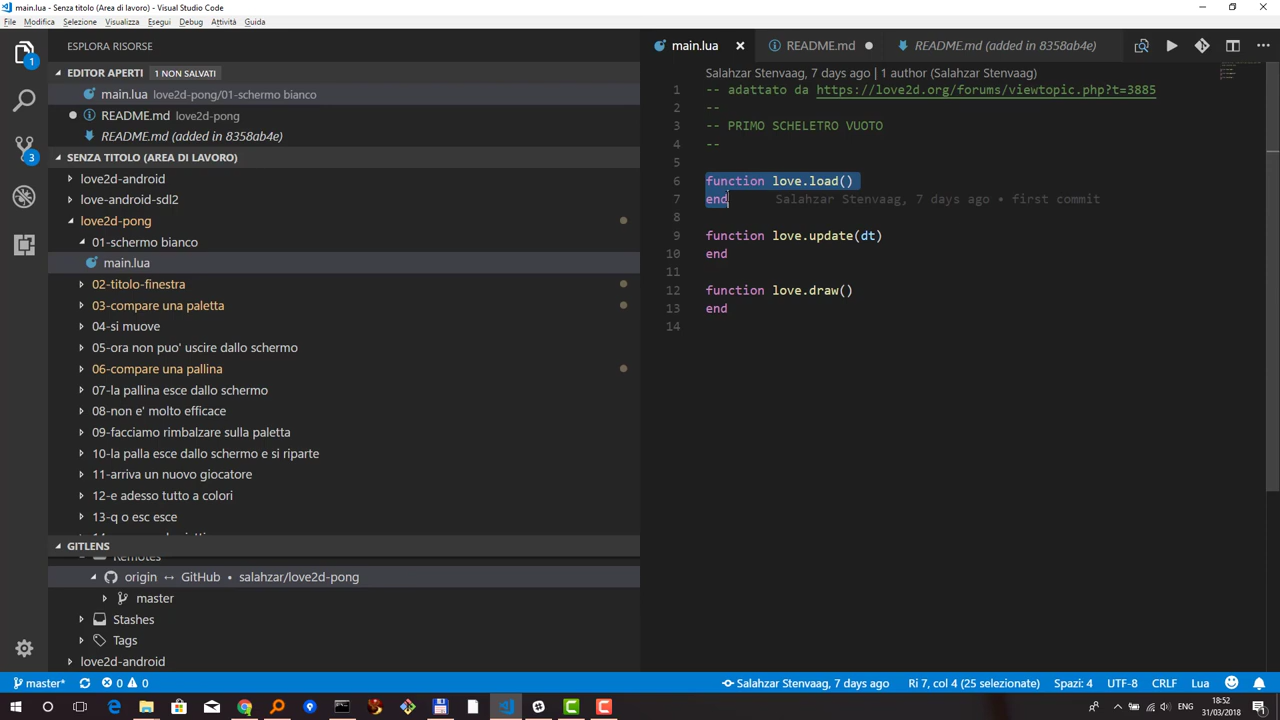 main.lua - Senza titolo (Area di lavoro) - Visual Studio Code
File Modifica Selezione Visualizza Esegui Debug Attività Guida
ESPLORA RISORSE
EDITOR APERTI 1 NON SALVATI
main.lua love2d-pong/01-schermo bianco
README.md love2d-pong
README.md (added in 8358ab4e)
SENZA TITOLO (AREA DI LAVORO)
love2d-android
love-android-sdl2
love2d-pong
01-schermo bianco
main.lua
02-titolo-finestra
03-compare una paletta
04-si muove
05-ora non puo' uscire dallo schermo
06-compare una pallina
07-la pallina esce dallo schermo
08-non e' molto efficace
09-facciamo rimbalzare sulla paletta
10-la palla esce dallo schermo e si riparte
11-arriva un nuovo giocatore
12-e adesso tutto a colori
13-q o esc esce
GITLENS
Remotes
origin ↔ GitHub • salahzar/love2d-pong
master
Stashes
Tags
love2d-android
main.lua README.md README.md (added in 8358ab4e)
Salahzar Stenvaag, 7 days ago | 1 author (Salahzar Stenvaag)
1 -- adattato da https://love2d.org/forums/viewtopic.php?t=3885
2 --
3 -- PRIMO SCHELETRO VUOTO
4 --
5
6 function love.load()
7 end Salahzar Stenvaag, 7 days ago • first commit
8
9 function love.update(dt)
10 end
11
12 function love.draw()
13 end
14
master* 0 0 Salahzar Stenvaag, 7 days ago Ri 7, col 4 (25 selezionate) Spazi: 4 UTF-8 CRLF Lua
ENG 18:52
31/03/2018